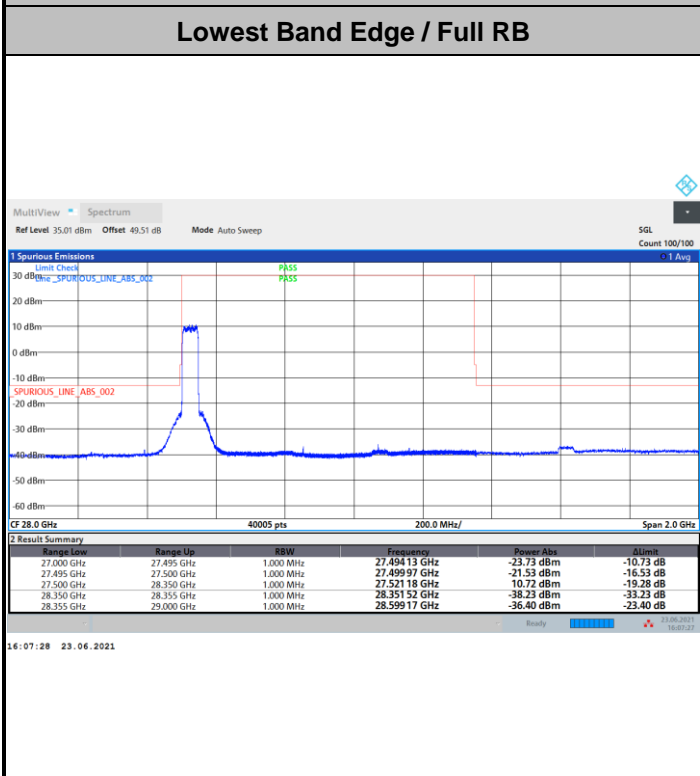 Lowest Band Edge / Full RB
MultiView Spectrum
Ref Level 35.01 dBm Offset 49.51 dB Mode Auto Sweep SGL
Count 100/100
1 Spurious Emissions 1 Avg
Limit Check PASS
30 dBm
Line _SPURIOUS_LINE_ABS_002 PASS
20 dBm
10 dBm
0 dBm
-10 dBm
SPURIOUS_LINE_ABS_002
-20 dBm
-30 dBm
-40 dBm
-50 dBm
-60 dBm
CF 28.0 GHz 40005 pts 200.0 MHz/ Span 2.0 GHz
2 Result Summary
Range Low Range Up RBW Frequency Power Abs ΔLimit
27.000 GHz 27.495 GHz 1.000 MHz 27.494 13 GHz -23.73 dBm -10.73 dB
27.495 GHz 27.500 GHz 1.000 MHz 27.499 97 GHz -21.53 dBm -16.53 dB
27.500 GHz 28.350 GHz 1.000 MHz 27.521 18 GHz 10.72 dBm -19.28 dB
28.350 GHz 28.355 GHz 1.000 MHz 28.351 52 GHz -38.23 dBm -33.23 dB
28.355 GHz 29.000 GHz 1.000 MHz 28.599 17 GHz -36.40 dBm -23.40 dB
Ready 23.06.2021
16:07:27
16:07:28 23.06.2021